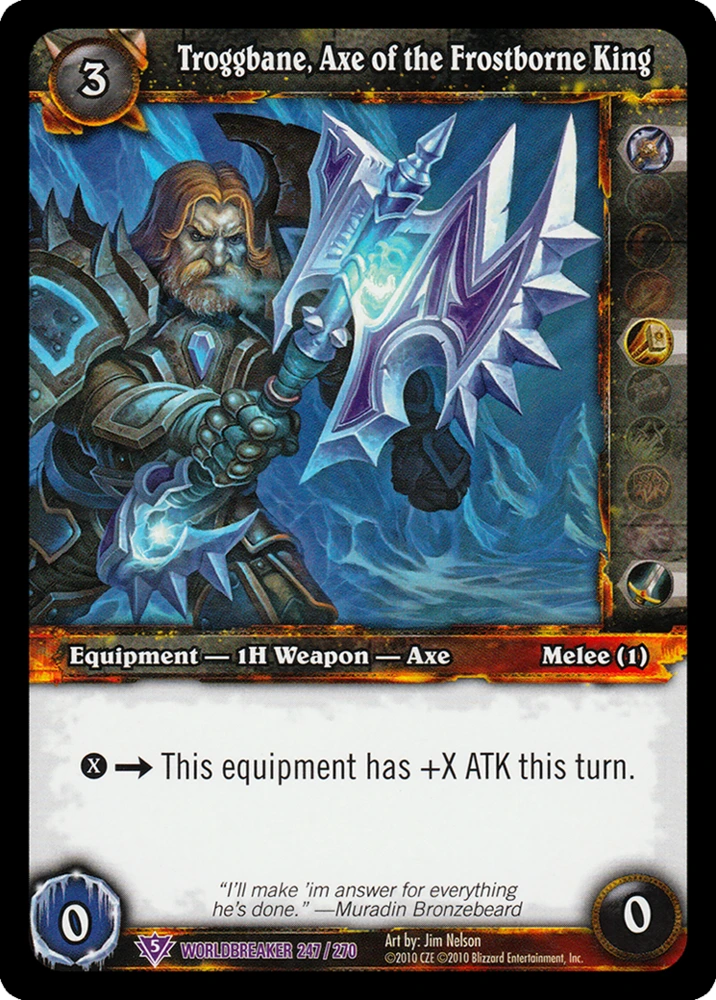 3
Troggbane, Axe of the Frostborne King
Equipment — 1H Weapon — Axe Melee (1)
X → This equipment has +X ATK this turn.
“I’ll make ’im answer for everything
he’s done.” —Muradin Bronzebeard
0
0
5 WORLDBREAKER 247 / 270
Art by: Jim Nelson
©2010 CZE ©2010 Blizzard Entertainment, Inc.